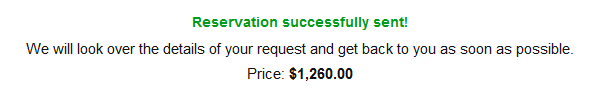 Reservation successfully sent!
We will look over the details of your request and get back to you as soon as possible.
Price: $1,260.00